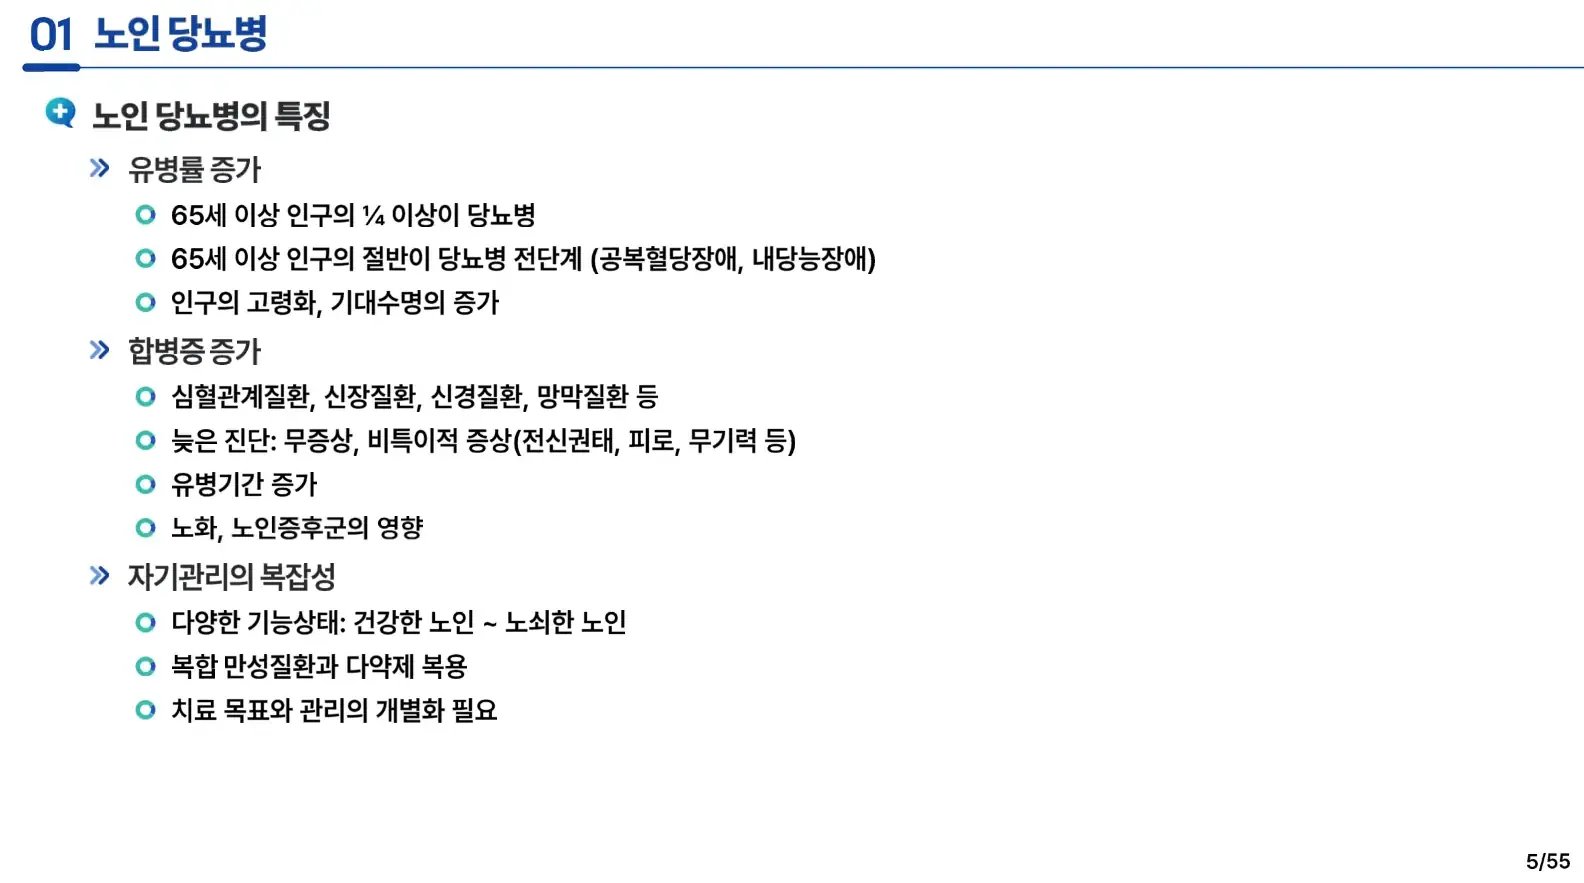 01 노인 당뇨병
노인 당뇨병의 특징
유병률 증가
65세 이상 인구의 ¼ 이상이 당뇨병
65세 이상 인구의 절반이 당뇨병 전단계 (공복혈당장애, 내당능장애)
인구의 고령화, 기대수명의 증가
합병증 증가
심혈관계질환, 신장질환, 신경질환, 망막질환 등
늦은 진단: 무증상, 비특이적 증상(전신권태, 피로, 무기력 등)
유병기간 증가
노화, 노인증후군의 영향
자기관리의 복잡성
다양한 기능상태: 건강한 노인 ~ 노쇠한 노인
복합 만성질환과 다약제 복용
치료 목표와 관리의 개별화 필요
5/55